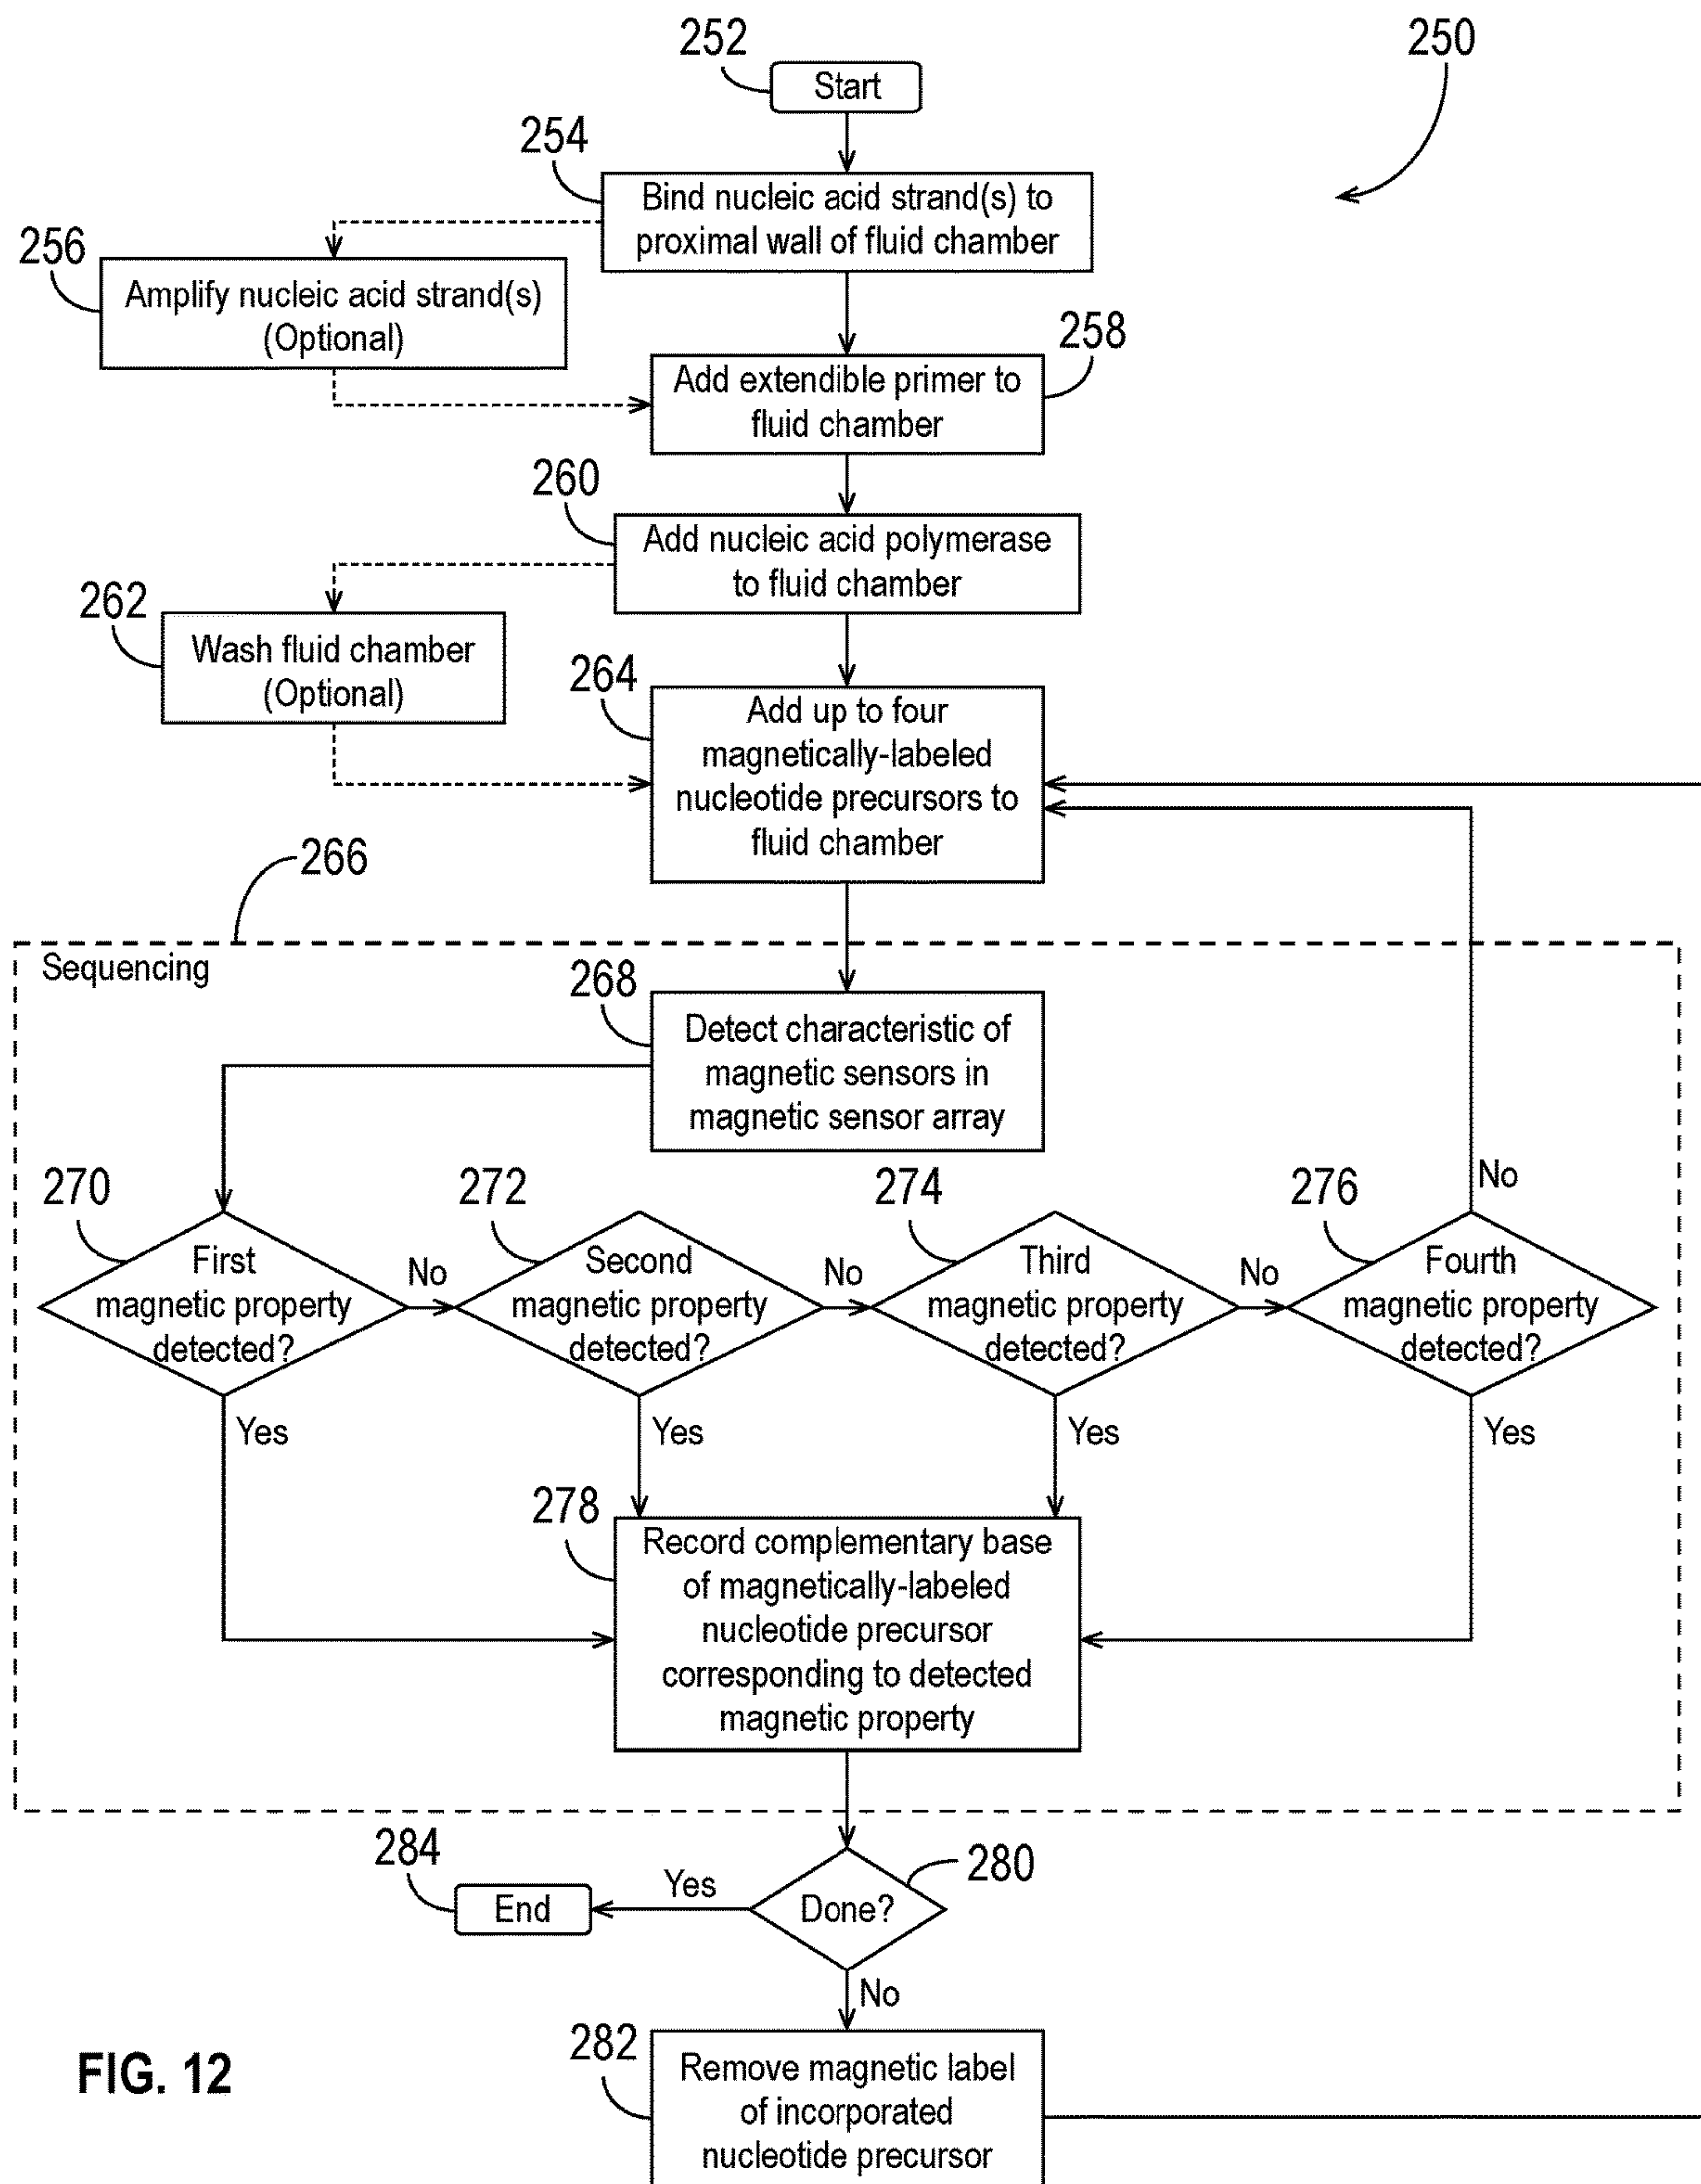 252
Start
250
254
Bind nucleic acid strand(s) to
proximal wall of fluid chamber
256
Amplify nucleic acid strand(s)
(Optional)
258
Add extendible primer to
fluid chamber
260
Add nucleic acid polymerase
to fluid chamber
262
Wash fluid chamber
(Optional)
264
Add up to four
magnetically-labeled
nucleotide precursors to
fluid chamber
266
Sequencing
268
Detect characteristic of
magnetic sensors in
magnetic sensor array
270
First
magnetic property
detected?
No
Yes
272
Second
magnetic property
detected?
No
Yes
274
Third
magnetic property
detected?
No
Yes
276
Fourth
magnetic property
detected?
No
Yes
278
Record complementary base
of magnetically-labeled
nucleotide precursor
corresponding to detected
magnetic property
280
Done?
Yes
284
End
No
282
Remove magnetic label
of incorporated
nucleotide precursor
FIG. 12